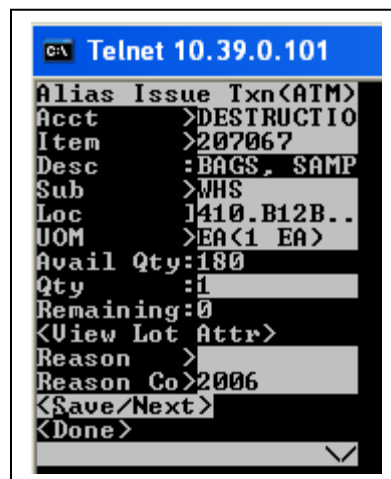 Telnet 10.39.0.101
Alias Issue Txn(ATM)
Acct >DESTRUCTIO
Item >207067
Desc :BAGS, SAMP
Sub >WHS
Loc ]410.B12B..
UOM >EA(1 EA)
Avail Qty:180
Qty :1
Remaining:0
<View Lot Attr>
Reason >
Reason Co>2006
<Save/Next>
<Done>